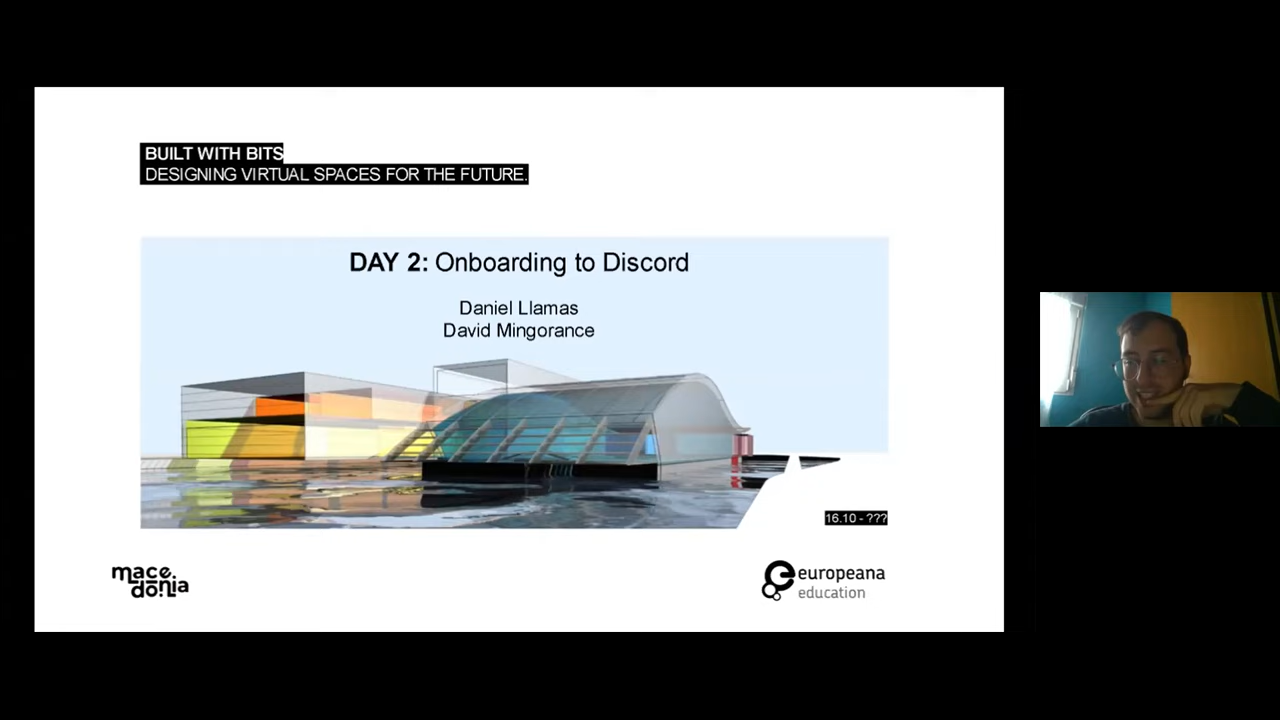 BUILT WITH BITS
DESIGNING VIRTUAL SPACES FOR THE FUTURE.
DAY 2: Onboarding to Discord
Daniel Llamas
David Mingorance
16.10 - ???
mace
donia
europeana
education